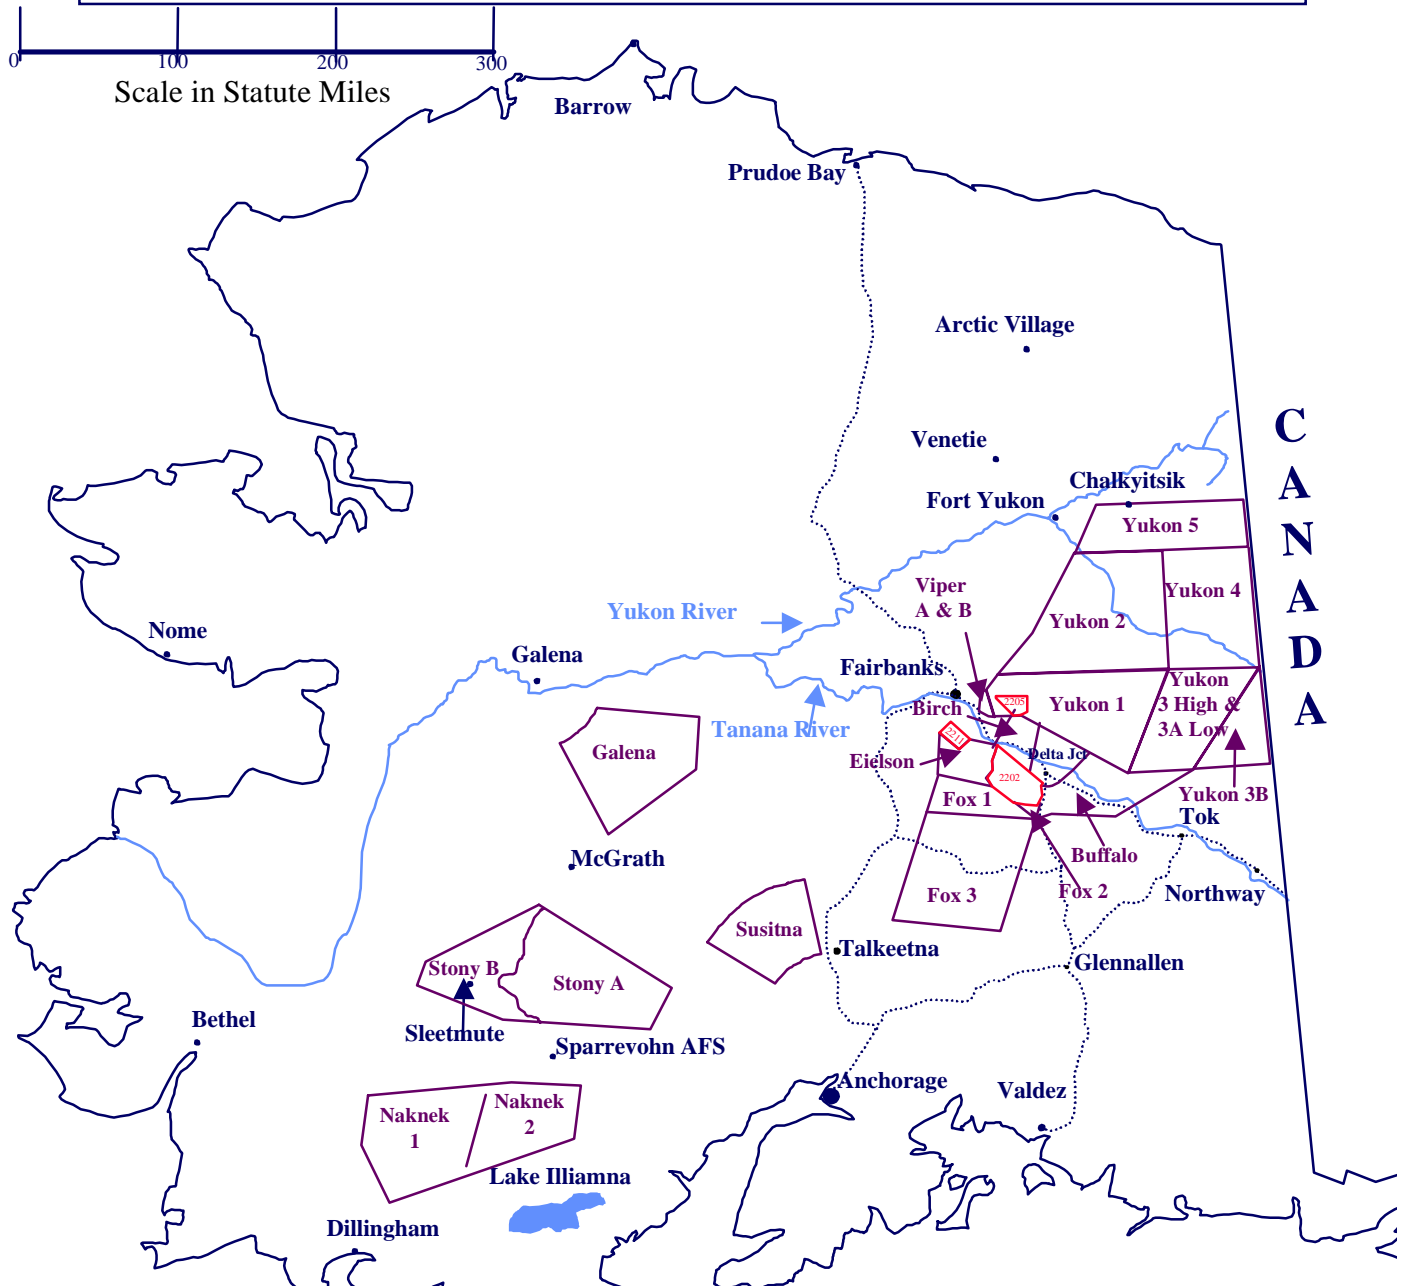 0 100 200 300
Scale in Statute Miles
Barrow
Prudoe Bay
Arctic Village
C
A
N
A
D
A
Venetie
Chalkyitsik
Fort Yukon
Yukon 5
Viper
A & B
Yukon 4
Yukon River
Yukon 2
Nome
Galena
Fairbanks
Yukon
3 High &
3A Low
2205
Yukon 1
Birch
Tanana River
2211
Galena
Eielson
Delta Jct
2202
Fox 1
Yukon 3B
Tok
McGrath
Buffalo
Fox 2
Fox 3
Northway
Susitna
Talkeetna
Glennallen
Stony B
Stony A
Bethel
Sleetmute
Sparrevohn AFS
Anchorage
Valdez
Naknek
1
Naknek
2
Lake Illiamna
Dillingham